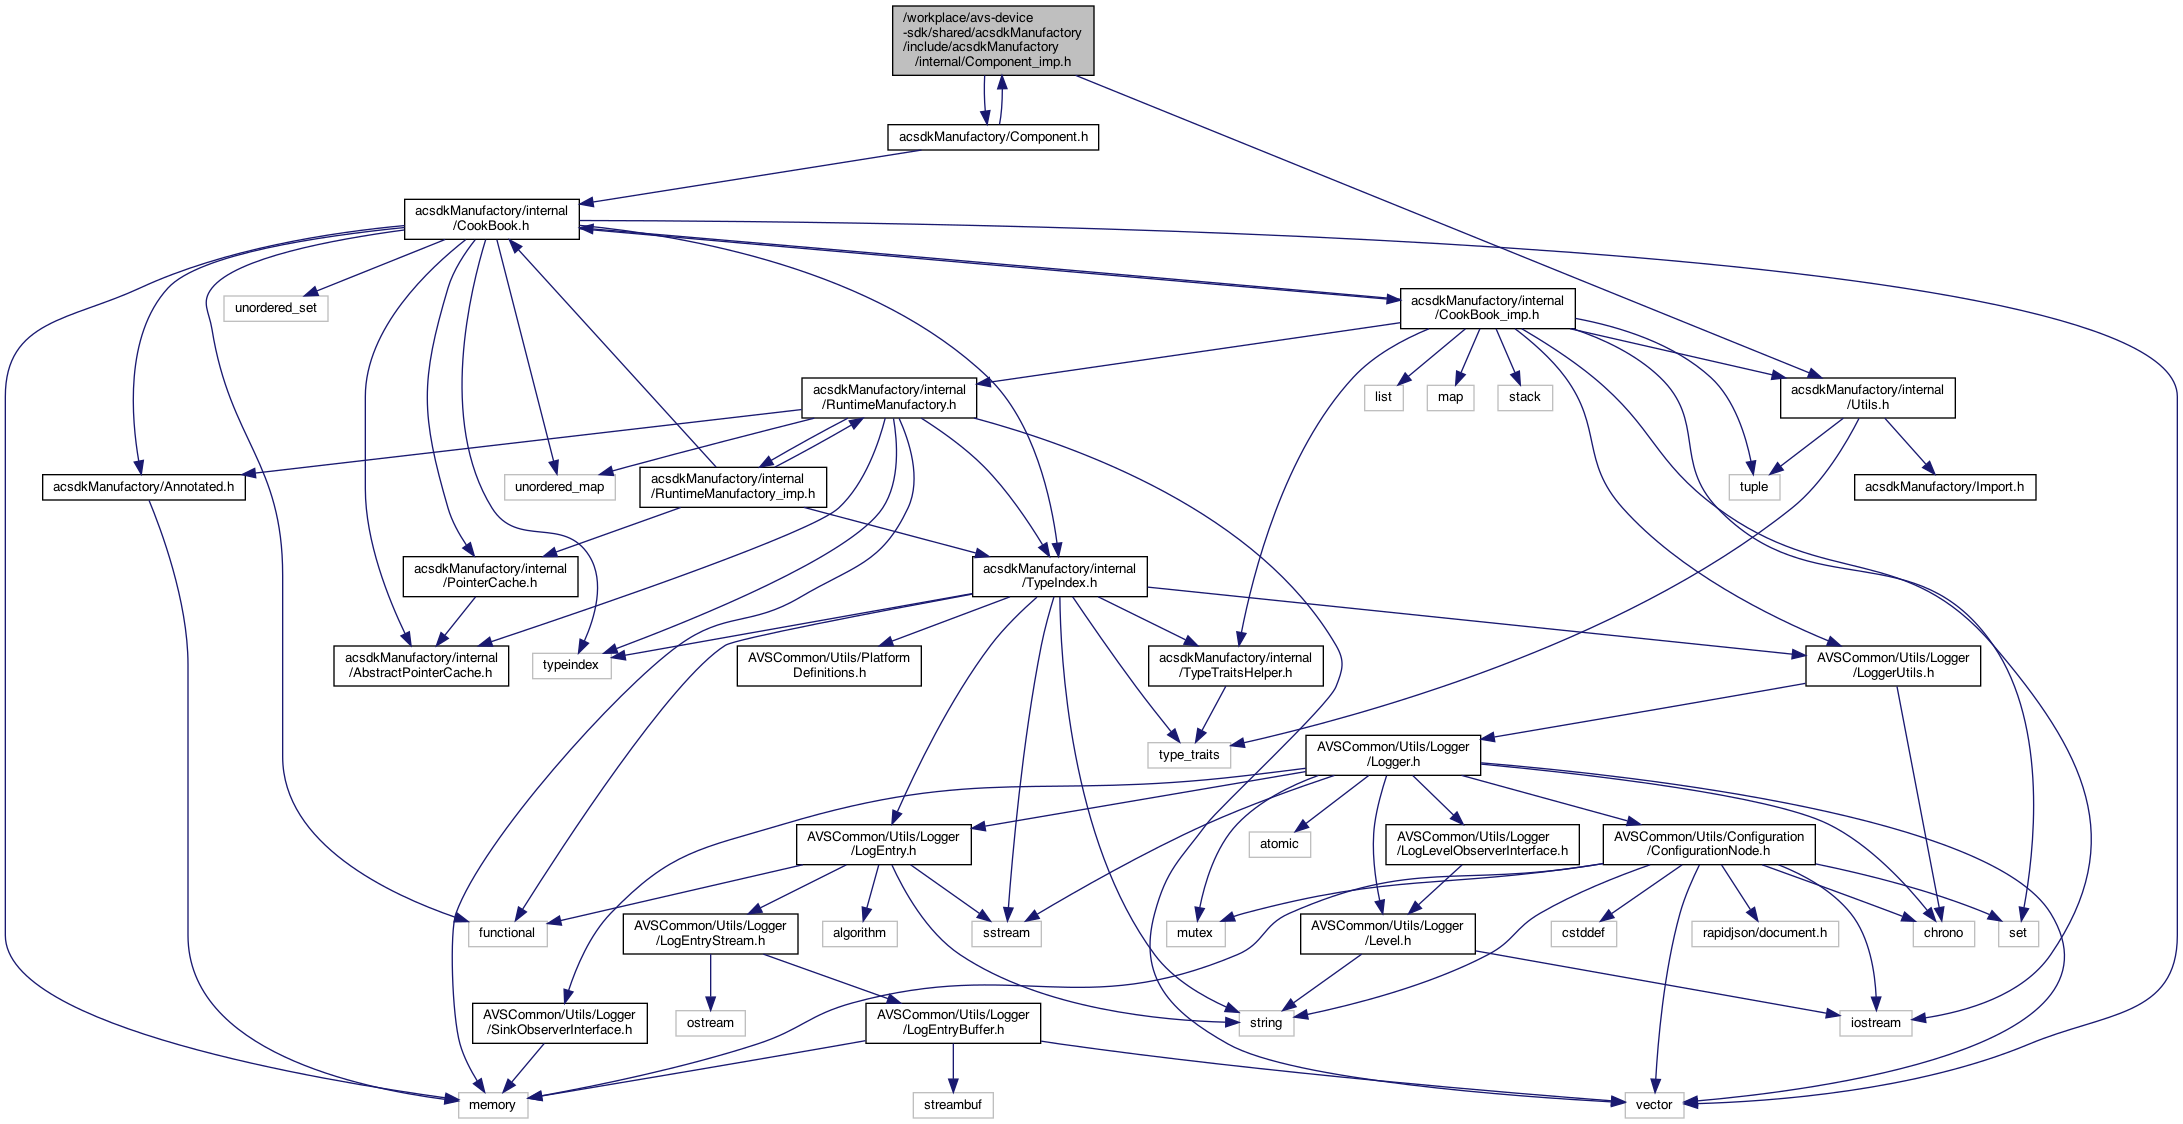 /workplace/avs-device
-sdk/shared/acsdkManufactory
/include/acsdkManufactory
/internal/Component_imp.h
acsdkManufactory/Component.h
acsdkManufactory/internal
/CookBook.h
unordered_set
acsdkManufactory/internal
/CookBook_imp.h
acsdkManufactory/internal
/RuntimeManufactory.h
list
map
stack
acsdkManufactory/internal
/Utils.h
acsdkManufactory/Annotated.h
unordered_map
acsdkManufactory/internal
/RuntimeManufactory_imp.h
tuple
acsdkManufactory/Import.h
acsdkManufactory/internal
/PointerCache.h
acsdkManufactory/internal
/TypeIndex.h
acsdkManufactory/internal
/AbstractPointerCache.h
typeindex
AVSCommon/Utils/Platform
Definitions.h
acsdkManufactory/internal
/TypeTraitsHelper.h
AVSCommon/Utils/Logger
/LoggerUtils.h
type_traits
AVSCommon/Utils/Logger
/Logger.h
AVSCommon/Utils/Logger
/LogEntry.h
atomic
AVSCommon/Utils/Logger
/LogLevelObserverInterface.h
AVSCommon/Utils/Configuration
/ConfigurationNode.h
functional
AVSCommon/Utils/Logger
/LogEntryStream.h
algorithm
sstream
mutex
AVSCommon/Utils/Logger
/Level.h
cstddef
rapidjson/document.h
chrono
set
AVSCommon/Utils/Logger
/SinkObserverInterface.h
ostream
AVSCommon/Utils/Logger
/LogEntryBuffer.h
string
iostream
memory
streambuf
vector